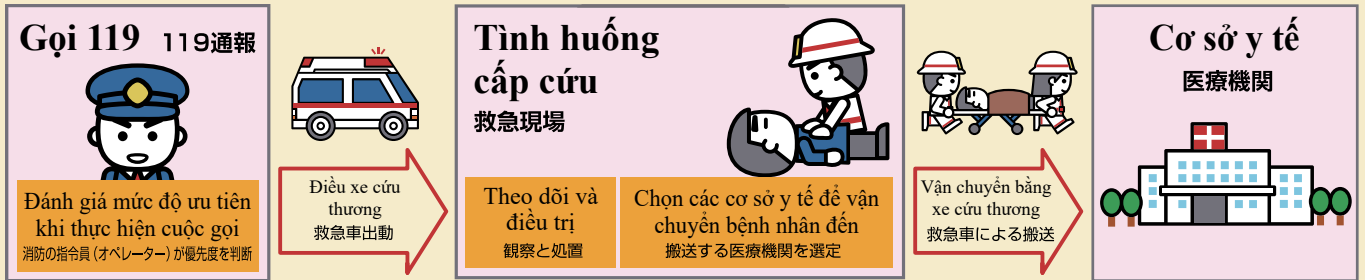 Gọi 119 119通報
Đánh giá mức độ ưu tiên
khi thực hiện cuộc gọi
消防の指令員（オペレーター）が優先度を判断
Điều xe cứu
thương
救急車出動
Tình huống
cấp cứu
救急現場
Theo dõi và
điều trị
観察と処置
Chọn các cơ sở y tế để vận
chuyển bệnh nhân đến
搬送する医療機関を選定
Vận chuyển bằng
xe cứu thương
救急車による搬送
Cơ sở y tế
医療機関